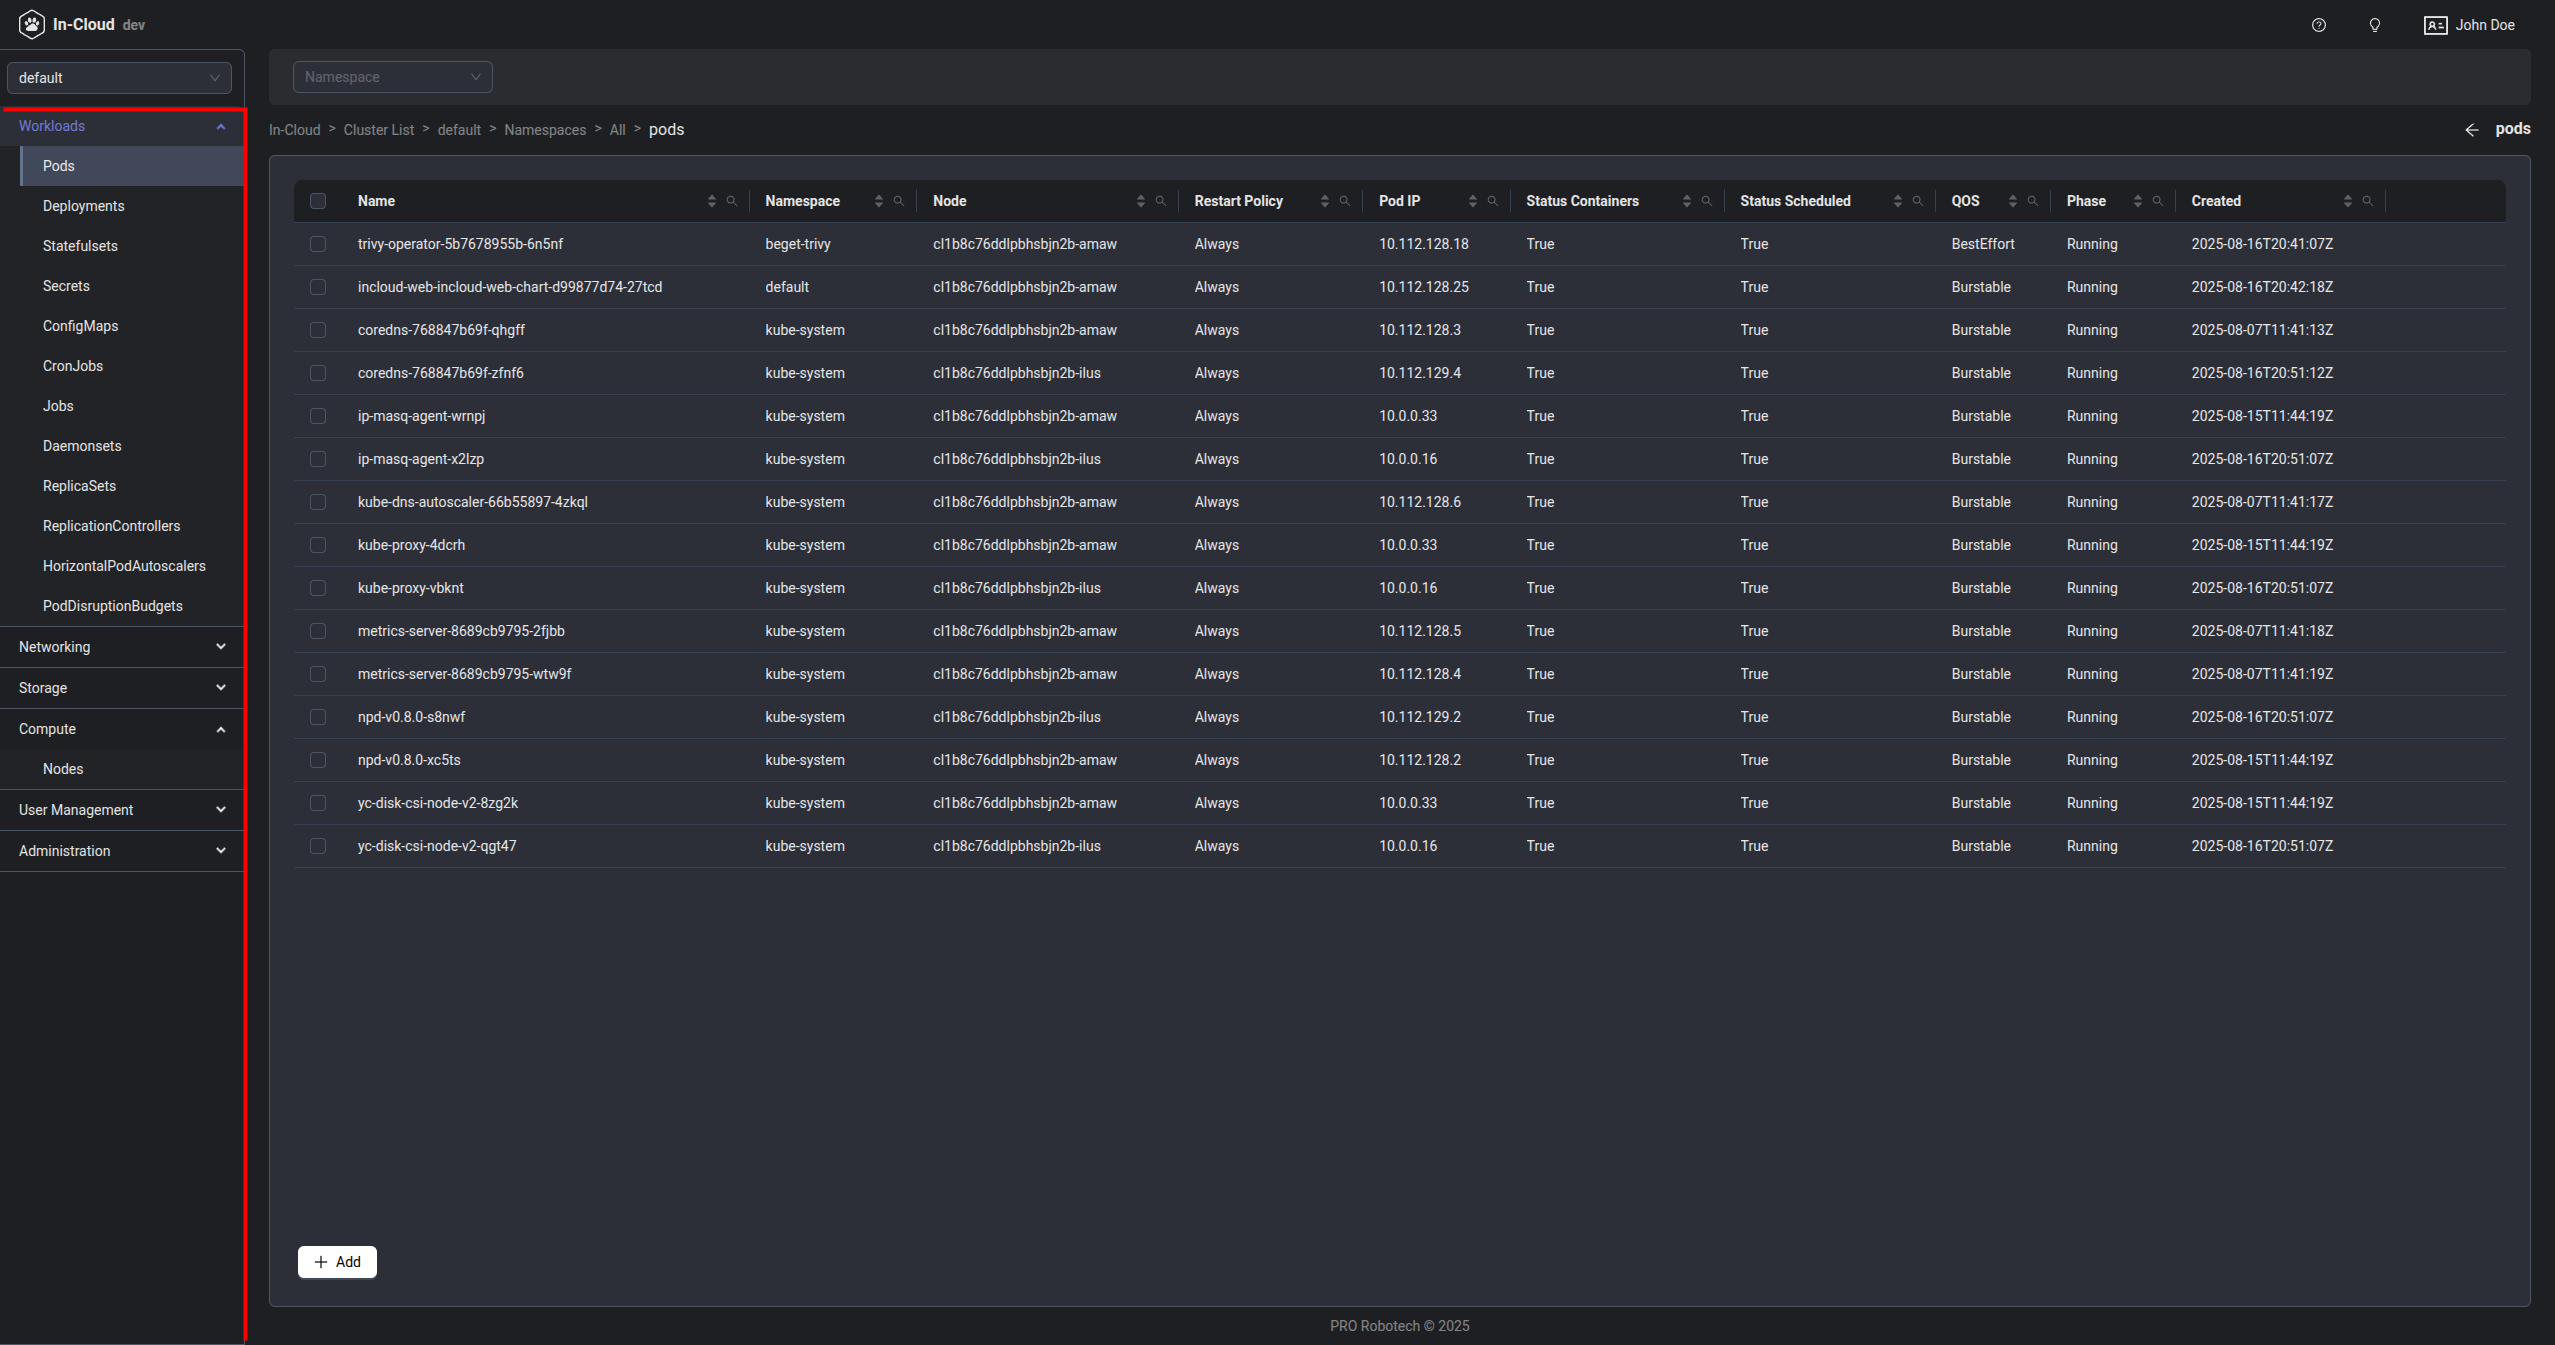 In-Cloud dev
John Doe
default
Namespace
In-Cloud > Cluster List > default > Namespaces > All > pods
pods
Workloads
Pods
Deployments
Statefulsets
Secrets
ConfigMaps
CronJobs
Jobs
Daemonsets
ReplicaSets
ReplicationControllers
HorizontalPodAutoscalers
PodDisruptionBudgets
Networking
Storage
Compute
Nodes
User Management
Administration
Name Namespace Node Restart Policy Pod IP Status Containers Status Scheduled QOS Phase Created
trivy-operator-5b7678955b-6n5nf beget-trivy cl1b8c76ddlpbhsbjn2b-amaw Always 10.112.128.18 True True BestEffort Running 2025-08-16T20:41:07Z
incloud-web-incloud-web-chart-d99877d74-27tcd default cl1b8c76ddlpbhsbjn2b-amaw Always 10.112.128.25 True True Burstable Running 2025-08-16T20:42:18Z
coredns-768847b69f-qhgff kube-system cl1b8c76ddlpbhsbjn2b-amaw Always 10.112.128.3 True True Burstable Running 2025-08-07T11:41:13Z
coredns-768847b69f-zfnf6 kube-system cl1b8c76ddlpbhsbjn2b-ilus Always 10.112.129.4 True True Burstable Running 2025-08-16T20:51:12Z
ip-masq-agent-wrnpj kube-system cl1b8c76ddlpbhsbjn2b-amaw Always 10.0.0.33 True True Burstable Running 2025-08-15T11:44:19Z
ip-masq-agent-x2lzp kube-system cl1b8c76ddlpbhsbjn2b-ilus Always 10.0.0.16 True True Burstable Running 2025-08-16T20:51:07Z
kube-dns-autoscaler-66b55897-4zkql kube-system cl1b8c76ddlpbhsbjn2b-amaw Always 10.112.128.6 True True Burstable Running 2025-08-07T11:41:17Z
kube-proxy-4dcrh kube-system cl1b8c76ddlpbhsbjn2b-amaw Always 10.0.0.33 True True Burstable Running 2025-08-15T11:44:19Z
kube-proxy-vbknt kube-system cl1b8c76ddlpbhsbjn2b-ilus Always 10.0.0.16 True True Burstable Running 2025-08-16T20:51:07Z
metrics-server-8689cb9795-2fjbb kube-system cl1b8c76ddlpbhsbjn2b-amaw Always 10.112.128.5 True True Burstable Running 2025-08-07T11:41:18Z
metrics-server-8689cb9795-wtw9f kube-system cl1b8c76ddlpbhsbjn2b-amaw Always 10.112.128.4 True True Burstable Running 2025-08-07T11:41:19Z
npd-v0.8.0-s8nwf kube-system cl1b8c76ddlpbhsbjn2b-ilus Always 10.112.129.2 True True Burstable Running 2025-08-16T20:51:07Z
npd-v0.8.0-xc5ts kube-system cl1b8c76ddlpbhsbjn2b-amaw Always 10.112.128.2 True True Burstable Running 2025-08-15T11:44:19Z
yc-disk-csi-node-v2-8zg2k kube-system cl1b8c76ddlpbhsbjn2b-amaw Always 10.0.0.33 True True Burstable Running 2025-08-15T11:44:19Z
yc-disk-csi-node-v2-qgt47 kube-system cl1b8c76ddlpbhsbjn2b-ilus Always 10.0.0.16 True True Burstable Running 2025-08-16T20:51:07Z
Add
PRO Robotech © 2025